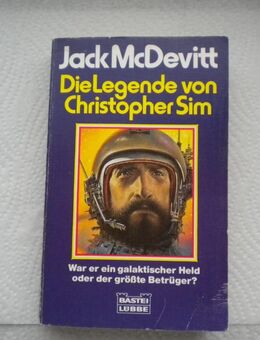 Jack McDevitt
Die Legende von
Christopher Sim
War er ein galaktischer Held
oder der größte Betrüger?
BASTEI
LÜBBE